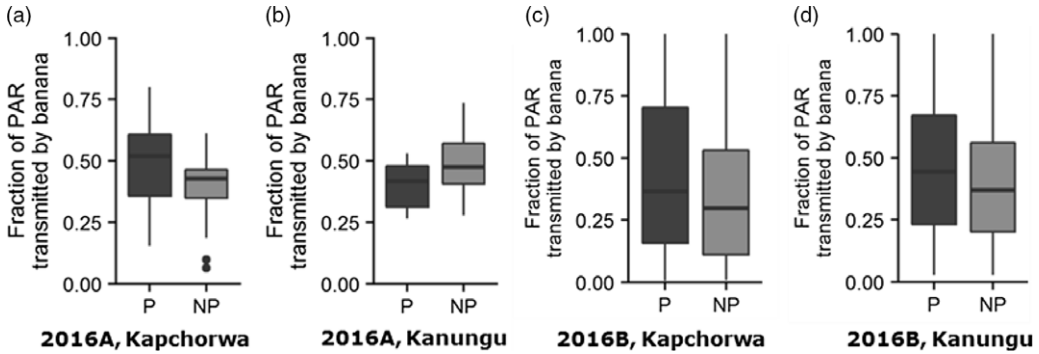 (a)
Fraction of PAR
transmitted by banana
1.00
0.75
0.50
0.25
0.00
P NP
2016A, Kapchorwa
(b)
Fraction of PAR
transmitted by banana
1.00
0.75
0.50
0.25
0.00
P NP
2016A, Kanungu
(c)
Fraction of PAR
transmitted by banana
1.00
0.75
0.50
0.25
0.00
P NP
2016B, Kapchorwa
(d)
Fraction of PAR
transmitted by banana
1.00
0.75
0.50
0.25
0.00
P NP
2016B, Kanungu